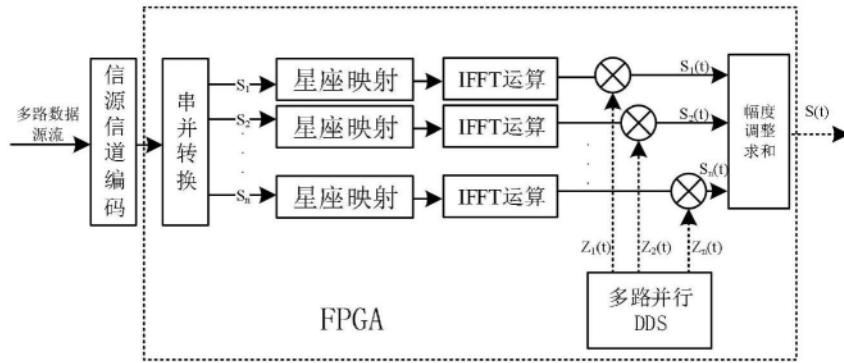 多路数据
源流
信源信道编码
串并转换
S₁
星座映射
IFFT运算
S₁(t)
S₂
星座映射
IFFT运算
S₂(t)
Sₙ
星座映射
IFFT运算
Sₙ(t)
幅度
调整
求和
S(t)
Z₁(t)
Z₂(t)
Zₙ(t)
多路并行
DDS
FPGA